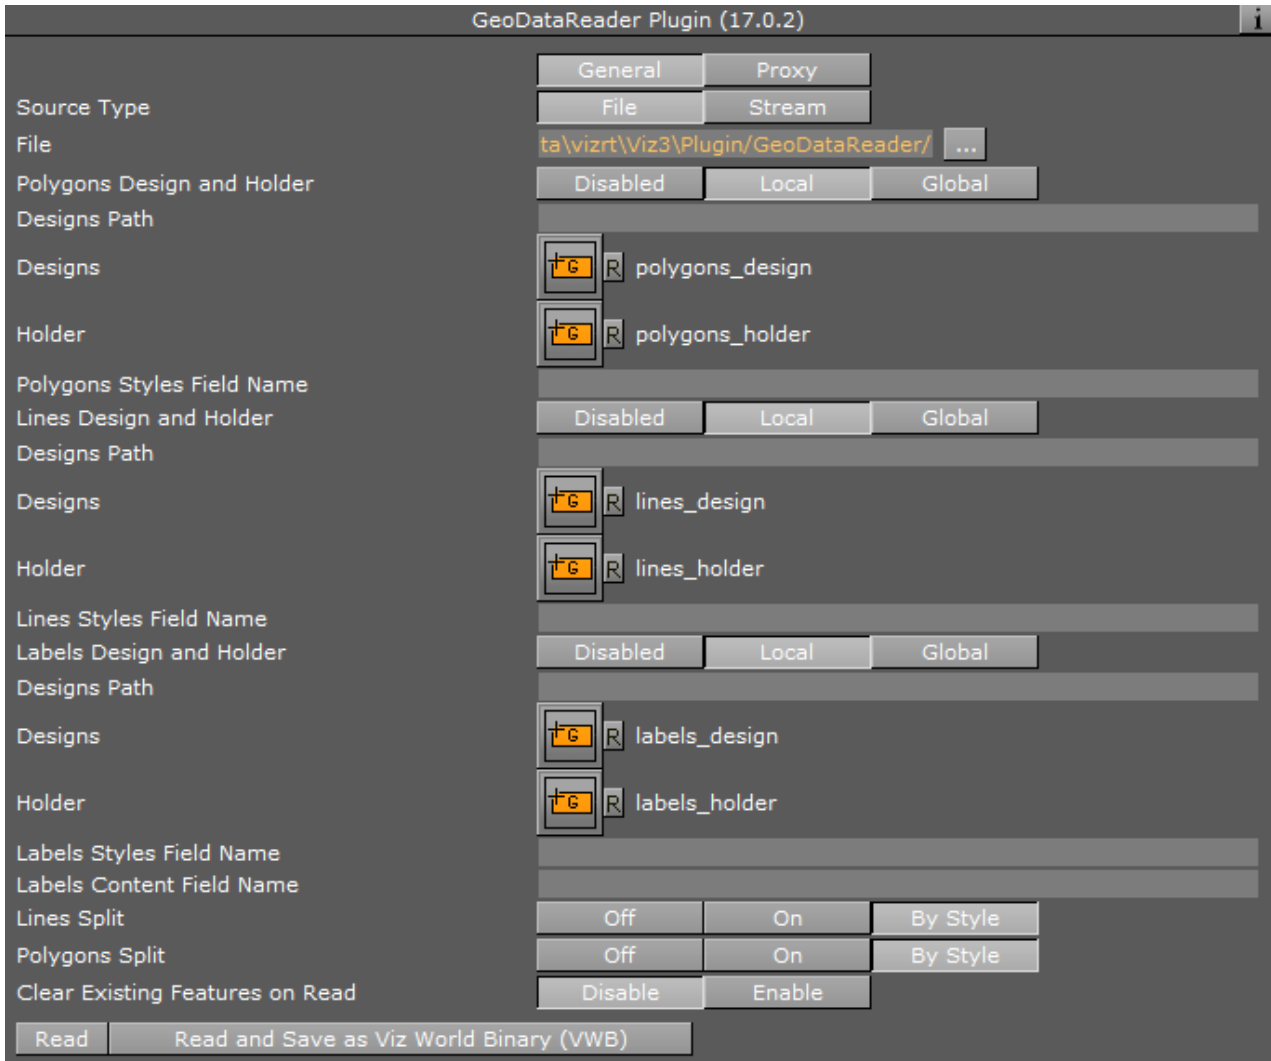 GeoDataReader Plugin (17.0.2) i
General Proxy
Source Type File Stream
File ta\vizrt\Viz3\Plugin/GeoDataReader/ ...
Polygons Design and Holder Disabled Local Global
Designs Path
Designs G R polygons_design
Holder G R polygons_holder
Polygons Styles Field Name
Lines Design and Holder Disabled Local Global
Designs Path
Designs G R lines_design
Holder G R lines_holder
Lines Styles Field Name
Labels Design and Holder Disabled Local Global
Designs Path
Designs G R labels_design
Holder G R labels_holder
Labels Styles Field Name
Labels Content Field Name
Lines Split Off On By Style
Polygons Split Off On By Style
Clear Existing Features on Read Disable Enable
Read Read and Save as Viz World Binary (VWB)